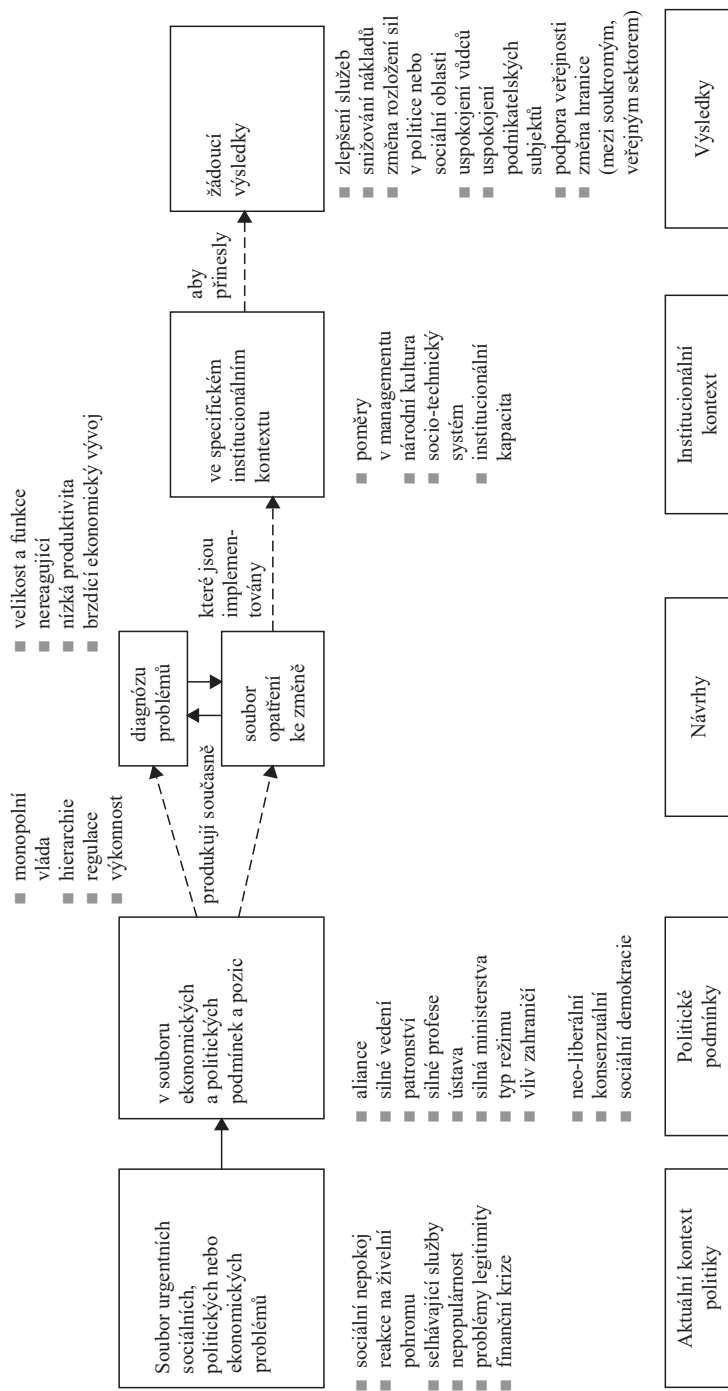 Soubor urgentních
sociálních,
politických nebo
ekonomických
problémů
v souboru
ekonomických
a politických
podmínek a pozic
produkují současně
diagnózu
problémů
soubor
opatření
ke změně
které jsou
implemen-
továny
ve specifickém
institucionálním
kontextu
aby
přinesly
žádoucí
výsledky
■ monopolní
vláda
■ hierarchie
■ regulace
■ výkonnost
■ velikost a funkce
■ nereagující
■ nízká produktivita
■ brzdící ekonomický vývoj
■ sociální nepokoj
■ reakce na živelní
pohromu
■ selhávající služby
■ nepopulárnost
■ problémy legitimity
■ finanční krize
■ aliance
■ silné vedení
■ patronství
■ silné profese
■ ústava
■ silná ministerstva
■ typ režimu
■ vliv zahraničí
■ neo-liberální
■ konsenzuální
■ sociální demokracie
■ poměry
v managementu
■ národní kultura
■ socio-technický
systém
■ institucionální
kapacita
■ zlepšení služeb
■ snižování nákladů
■ změna rozložení sil
v politice nebo
sociální oblasti
■ uspokojení vůdců
■ uspokojení
podnikatelských
subjektů
■ podpora veřejnosti
■ změna hranice
(mezi soukromým,
veřejným sektorem)
Aktuální kontext
politiky
Politické
podmínky
Návrhy
Institucionální
kontext
Výsledky